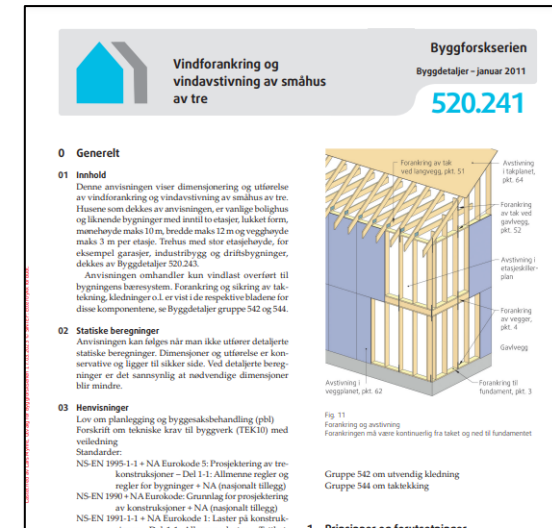 Vindforankring og
vindavstivning av småhus
av tre
Byggforskserien
Byggdetaljer – januar 2011
520.241
0 Generelt
01 Innhold
Denne anvisningen viser dimensjonering og utførelse
av vindforankring og vindavstivning av småhus av tre.
Husene som dekkes av anvisningen, er vanlige bolighus
og liknende bygninger med inntil to etasjer, lukket form,
mønehøyde maks 10 m, bredde maks 12 m og vegghøyde
maks 3 m per etasje. Trehus med stor etasjehøyde, for
eksempel garasjer, industribygg og driftsbygninger,
dekkes av Byggdetaljer 520.243.
Anvisningen omhandler kun vindlast overført til
bygningens bæresystem. Forankring og sikring av tak-
tekning, kledninger o.l. er vist i de respektive bladene for
disse komponentene, se Byggdetaljer gruppe 542 og 544.
02 Statiske beregninger
Anvisningen kan følges når man ikke utfører detaljerte
statiske beregninger. Dimensjoner og utførelse er kon-
servative og ligger til sikker side. Ved detaljerte bereg-
ninger er det sannsynlig at nødvendige dimensjoner
blir mindre.
03 Henvisninger
Lov om planlegging og byggesaksbehandling (pbl)
Forskrift om tekniske krav til byggverk (TEK10) med
veiledning
Standarder:
NS-EN 1995-1-1 + NA Eurokode 5: Prosjektering av tre-
konstruksjoner – Del 1-1: Allmenne regler og
regler for bygninger + NA (nasjonalt tillegg)
NS-EN 1990 + NA Eurokode: Grunnlag for prosjektering
av konstruksjoner + NA (nasjonalt tillegg)
NS-EN 1991-1-1 + NA Eurokode 1: Laster på konstruk-
Forankring av tak
ved langvegg, pkt. 51
Avstivning
i takplanet,
pkt. 64
Forankring
av tak ved
gavlvegg,
pkt. 52
Avstivning i
etasjeskiller-
plan
Forankring
av vegger,
pkt. 4
Gavlvegg
Avstivning i
veggplanet, pkt. 62
Forankring til
fundament, pkt. 3
Fig. 11
Forankring og avstivning
Forankringen må være kontinuerlig fra taket og ned til fundamentet
Gruppe 542 om utvendig kledning
Gruppe 544 om taktekking